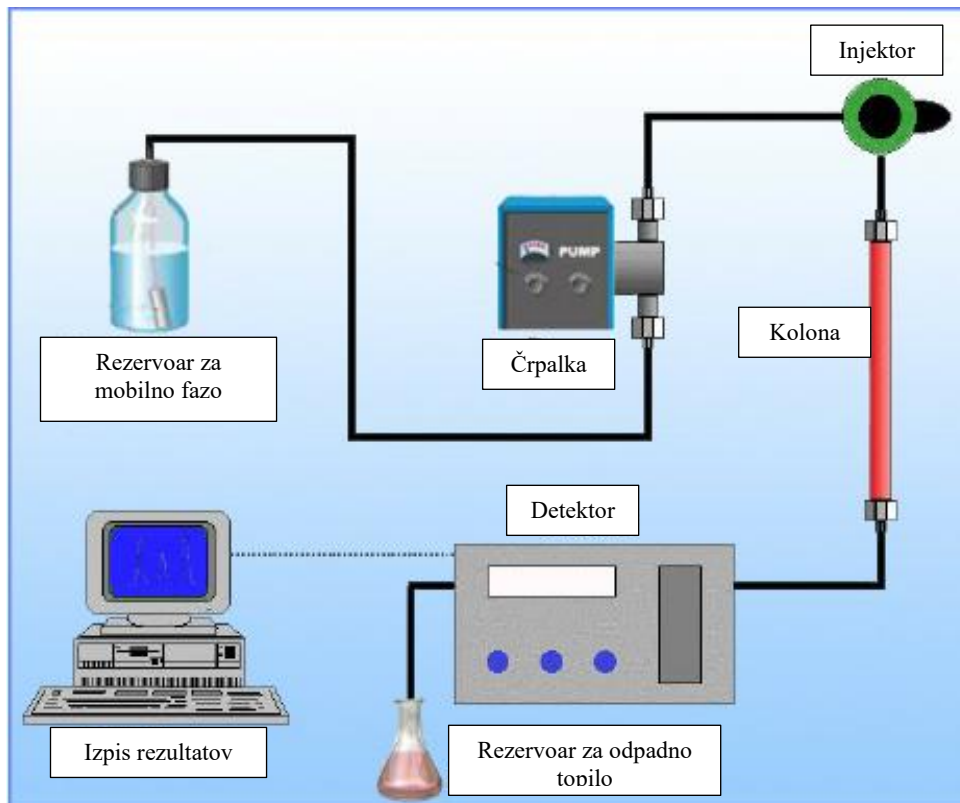 Injektor
Rezervoar za
mobilno fazo
PUMP
Črpalka
Kolona
Detektor
Izpis rezultatov
Rezervoar za odpadno
topilo